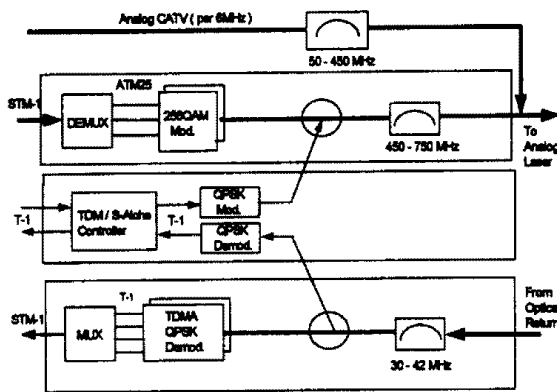 Analog CATV ( per 6MHz )
50 - 450 MHz
ATM25
STM-1
DEMUX
256QAM
Mod.
450 - 750 MHz
To
Analog
Laser
T-1
TDM / S-Aloha
Controller
T-1
QPSK
Mod.
QPSK
Demod.
STM-1
MUX
T-1
TDMA
QPSK
Demod.
30 - 42 MHz
From
Optical
Return